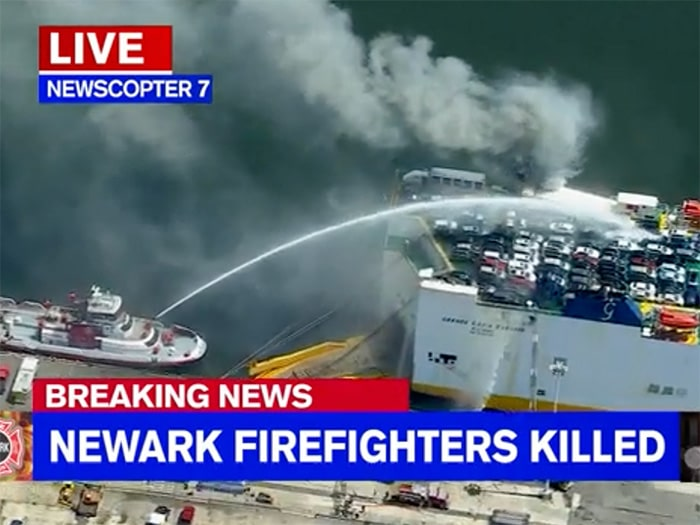 LIVE
NEWSCOPTER 7
BREAKING NEWS
NEWARK FIREFIGHTERS KILLED